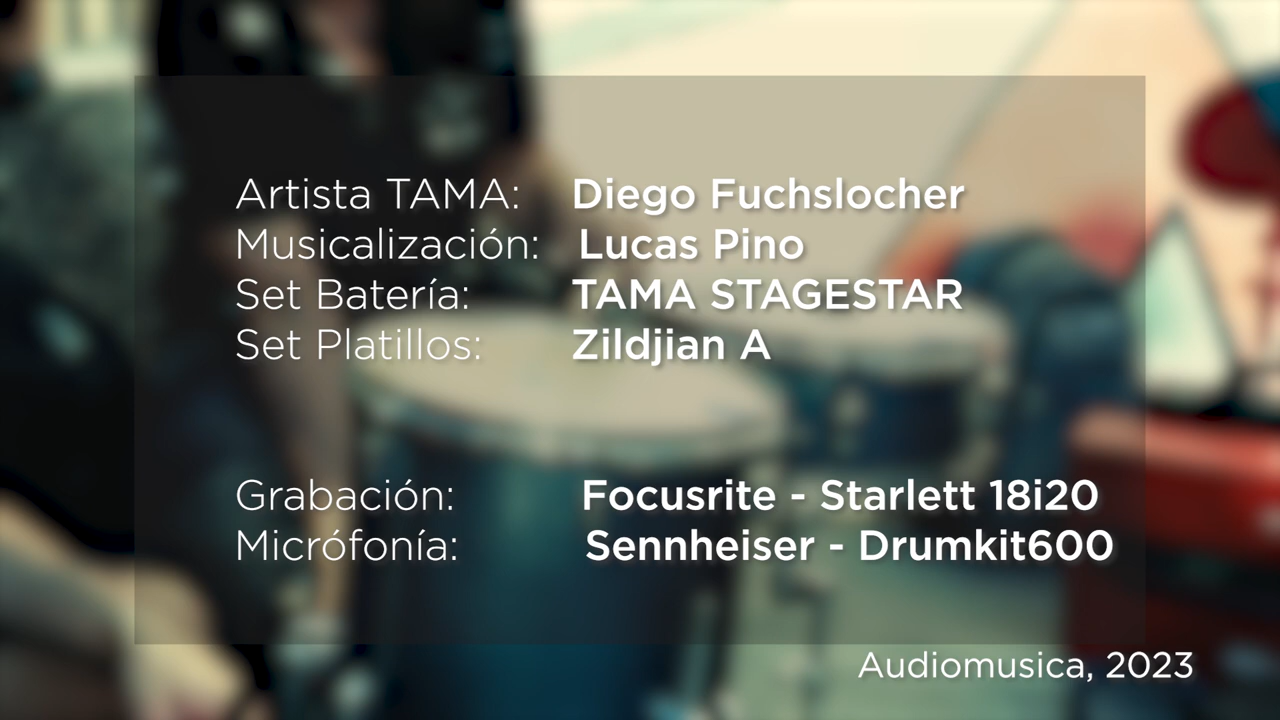 Artista TAMA: Diego Fuchslocher
Musicalización: Lucas Pino
Set Batería: TAMA STAGESTAR
Set Platillos: Zildjian A
Grabación: Focusrite - Starlett 18i20
Micrófonía: Sennheiser - Drumkit600
Audiomusica, 2023